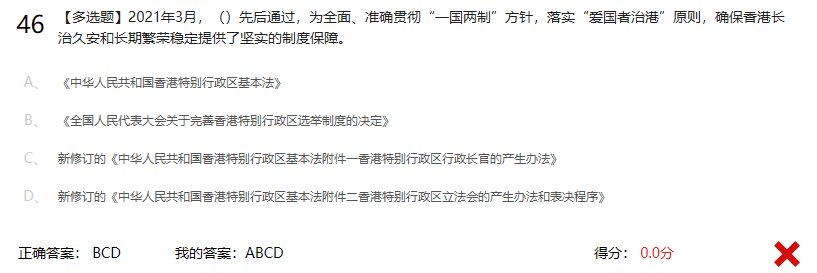 46 【多选题】2021年3月，（）先后通过，为全面、准确贯彻“一国两制”方针，落实“爱国者治港”原则，确保香港长
治久安和长期繁荣稳定提供了坚实的制度保障。
A、 《中华人民共和国香港特别行政区基本法》
B、 《全国人民代表大会关于完善香港特别行政区选举制度的决定》
C、 新修订的《中华人民共和国香港特别行政区基本法附件一香港特别行政区行政长官的产生办法》
D、 新修订的《中华人民共和国香港特别行政区基本法附件二香港特别行政区立法会的产生办法和表决程序》
正确答案： BCD 我的答案：ABCD 得分： 0.0分